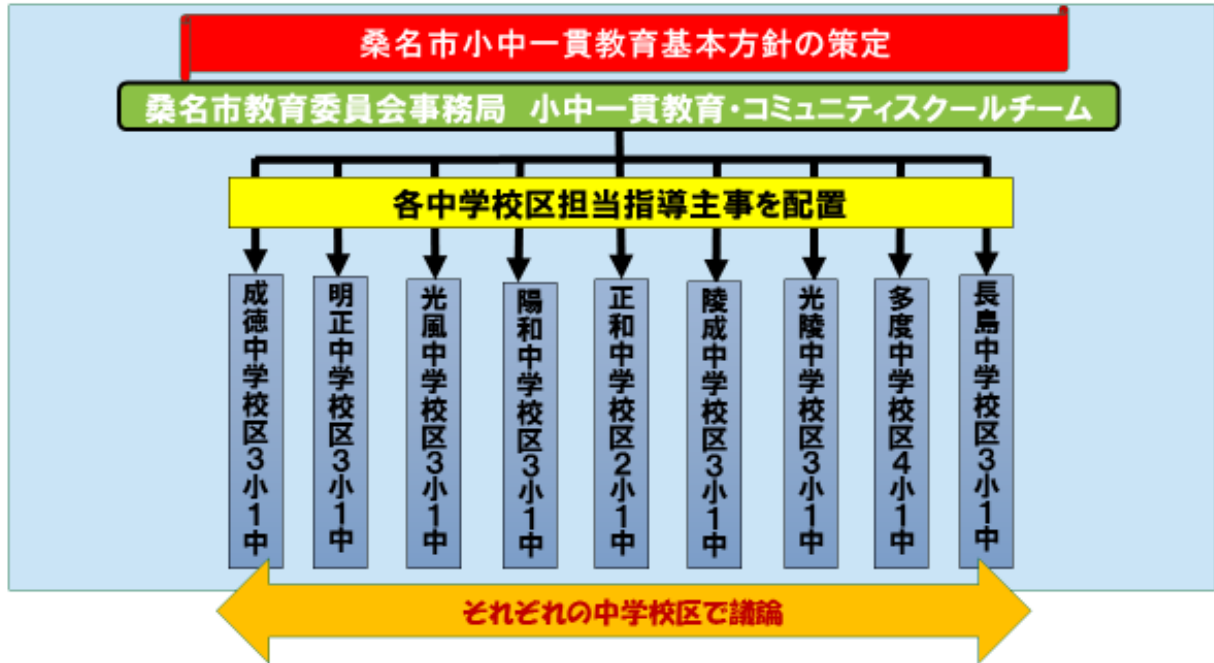 桑名市小中一貫教育基本方針の策定
桑名市教育委員会事務局　小中一貫教育・コミュニティスクールチーム
各中学校区担当指導主事を配置
成徳中学校区３小１中
明正中学校区３小１中
光風中学校区３小１中
陽和中学校区３小１中
正和中学校区２小１中
陵成中学校区３小１中
光陵中学校区３小１中
多度中学校区４小１中
長島中学校区３小１中
それぞれの中学校区で議論